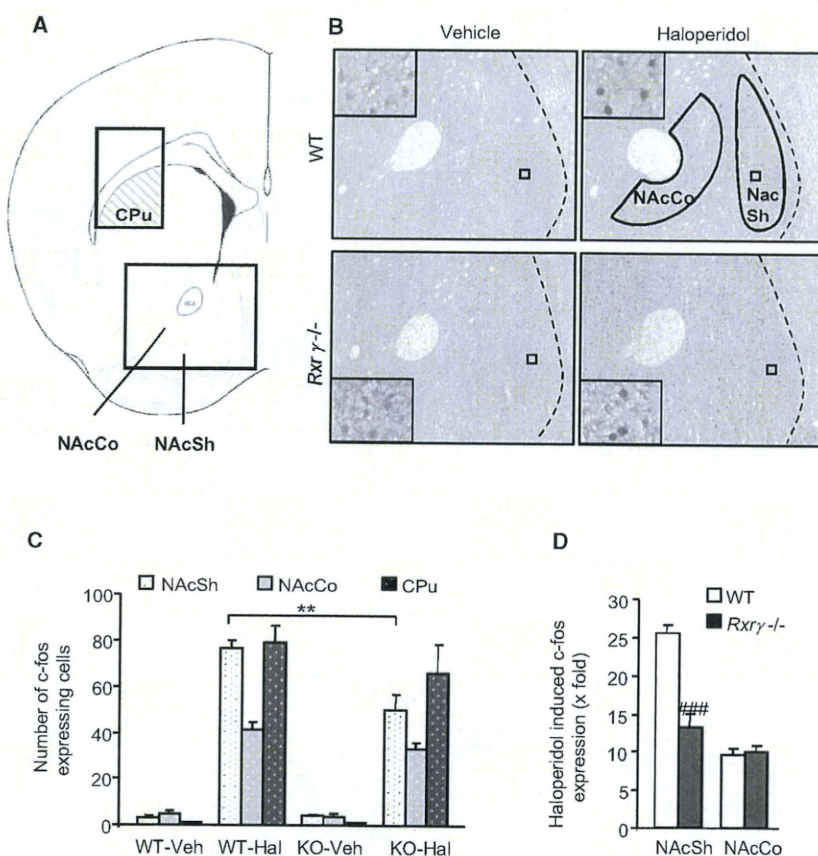 A
CPu
NAcCo NAcSh
B
Vehicle Haloperidol
WT
NAcCo
Nac
Sh
Rxr γ -/-
C
NAcSh NAcCo CPu
**
Number of c-fos
expressing cells
100
80
60
40
20
0
WT-Veh WT-Hal KO-Veh KO-Hal
D
WT
Rxrγ -/-
Haloperidol induced c-fos
expression (x fold)
30
25
20
15
10
5
0
###
NAcSh NAcCo